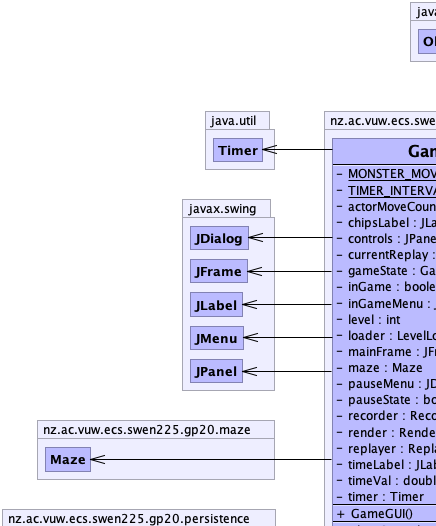 java
Ob
java.util
Timer
nz.ac.vuw.ecs.swen
Gam
- MONSTER_MOV
- TIMER_INTERVA
- actorMoveCoun
- chipsLabel : JLa
- controls : JPane
- currentReplay :
- gameState : Ga
- inGame : boole
- inGameMenu : J
- level : int
- loader : LevelLo
- mainFrame : JFr
- maze : Maze
- pauseMenu : JD
- pauseState : bo
- recorder : Reco
- render : Rende
- replayer : Repla
- timeLabel : JLab
- timeVal : doubl
- timer : Timer
+ GameGUI()
javax.swing
JDialog
JFrame
JLabel
JMenu
JPanel
nz.ac.vuw.ecs.swen225.gp20.maze
Maze
nz.ac.vuw.ecs.swen225.gp20.persistence